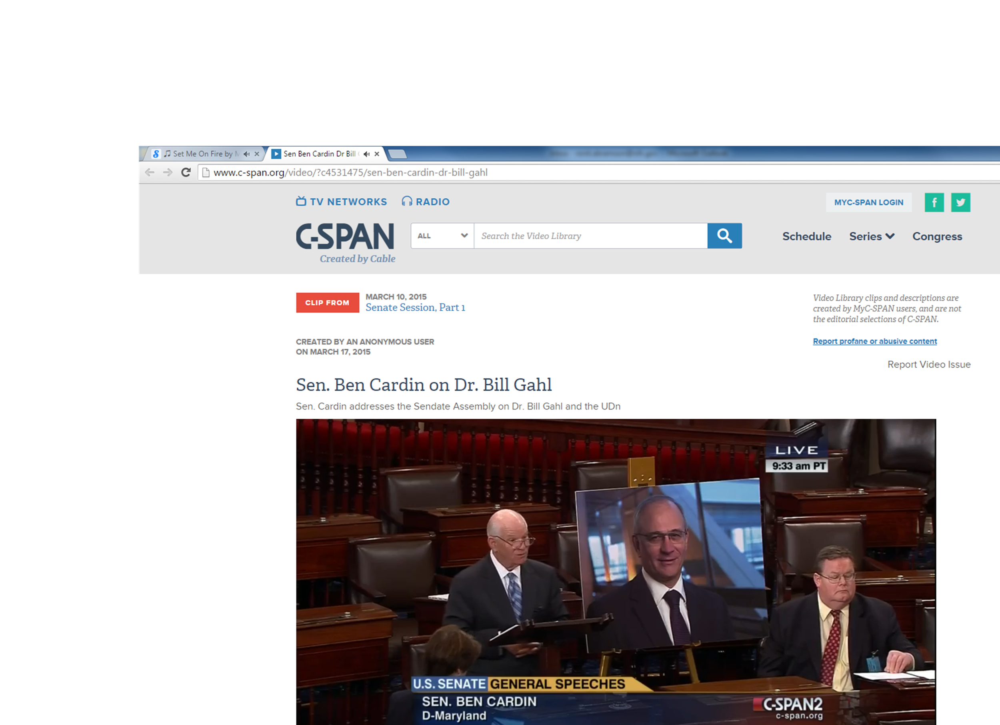 Set Me On Fire by
Sen Ben Cardin Dr Bill
www.c-span.org/video/?c4531475/sen-ben-cardin-dr-bill-gahl
TV NETWORKS RADIO
MYC-SPAN LOGIN
C-SPAN
Created by Cable
ALL
Search the Video Library
Schedule Series Congress
CLIP FROM
MARCH 10, 2015
Senate Session, Part 1
Video Library clips and descriptions are
created by MyC-SPAN users, and are not
the editorial selections of C-SPAN.
CREATED BY AN ANONYMOUS USER
ON MARCH 17, 2015
Report profane or abusive content
Report Video Issue
Sen. Ben Cardin on Dr. Bill Gahl
Sen. Cardin addresses the Sendate Assembly on Dr. Bill Gahl and the UDn
LIVE
9:33 am PT
U.S. SENATE GENERAL SPEECHES
SEN. BEN CARDIN
D-Maryland
C-SPAN2
c-span.org